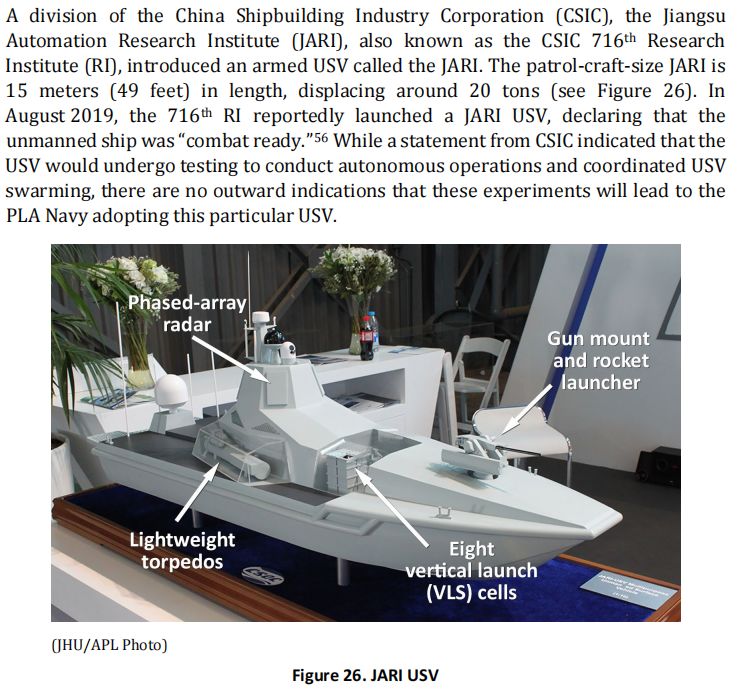 A division of the China Shipbuilding Industry Corporation (CSIC), the Jiangsu
Automation Research Institute (JARI), also known as the CSIC 716th Research
Institute (RI), introduced an armed USV called the JARI. The patrol-craft-size JARI is
15 meters (49 feet) in length, displacing around 20 tons (see Figure 26). In
August 2019, the 716th RI reportedly launched a JARI USV, declaring that the
unmanned ship was “combat ready.”56 While a statement from CSIC indicated that the
USV would undergo testing to conduct autonomous operations and coordinated USV
swarming, there are no outward indications that these experiments will lead to the
PLA Navy adopting this particular USV.
Phased-array
radar
Gun mount
and rocket
launcher
Lightweight
torpedos
Eight
vertical launch
(VLS) cells
CSIC
JARI-USV Multipurpose
Vehicle
(JHU/APL Photo)
Figure 26. JARI USV